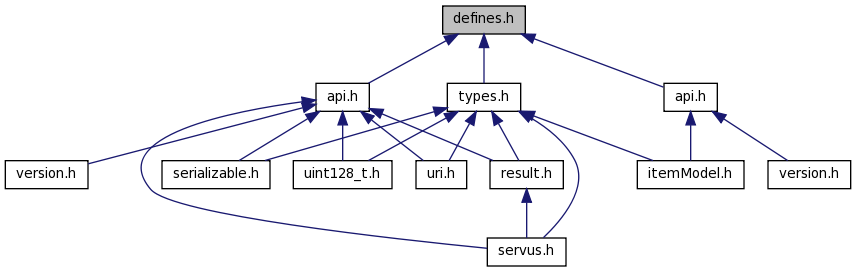 defines.h
api.h
types.h
api.h
version.h
serializable.h
uint128_t.h
uri.h
result.h
itemModel.h
version.h
servus.h